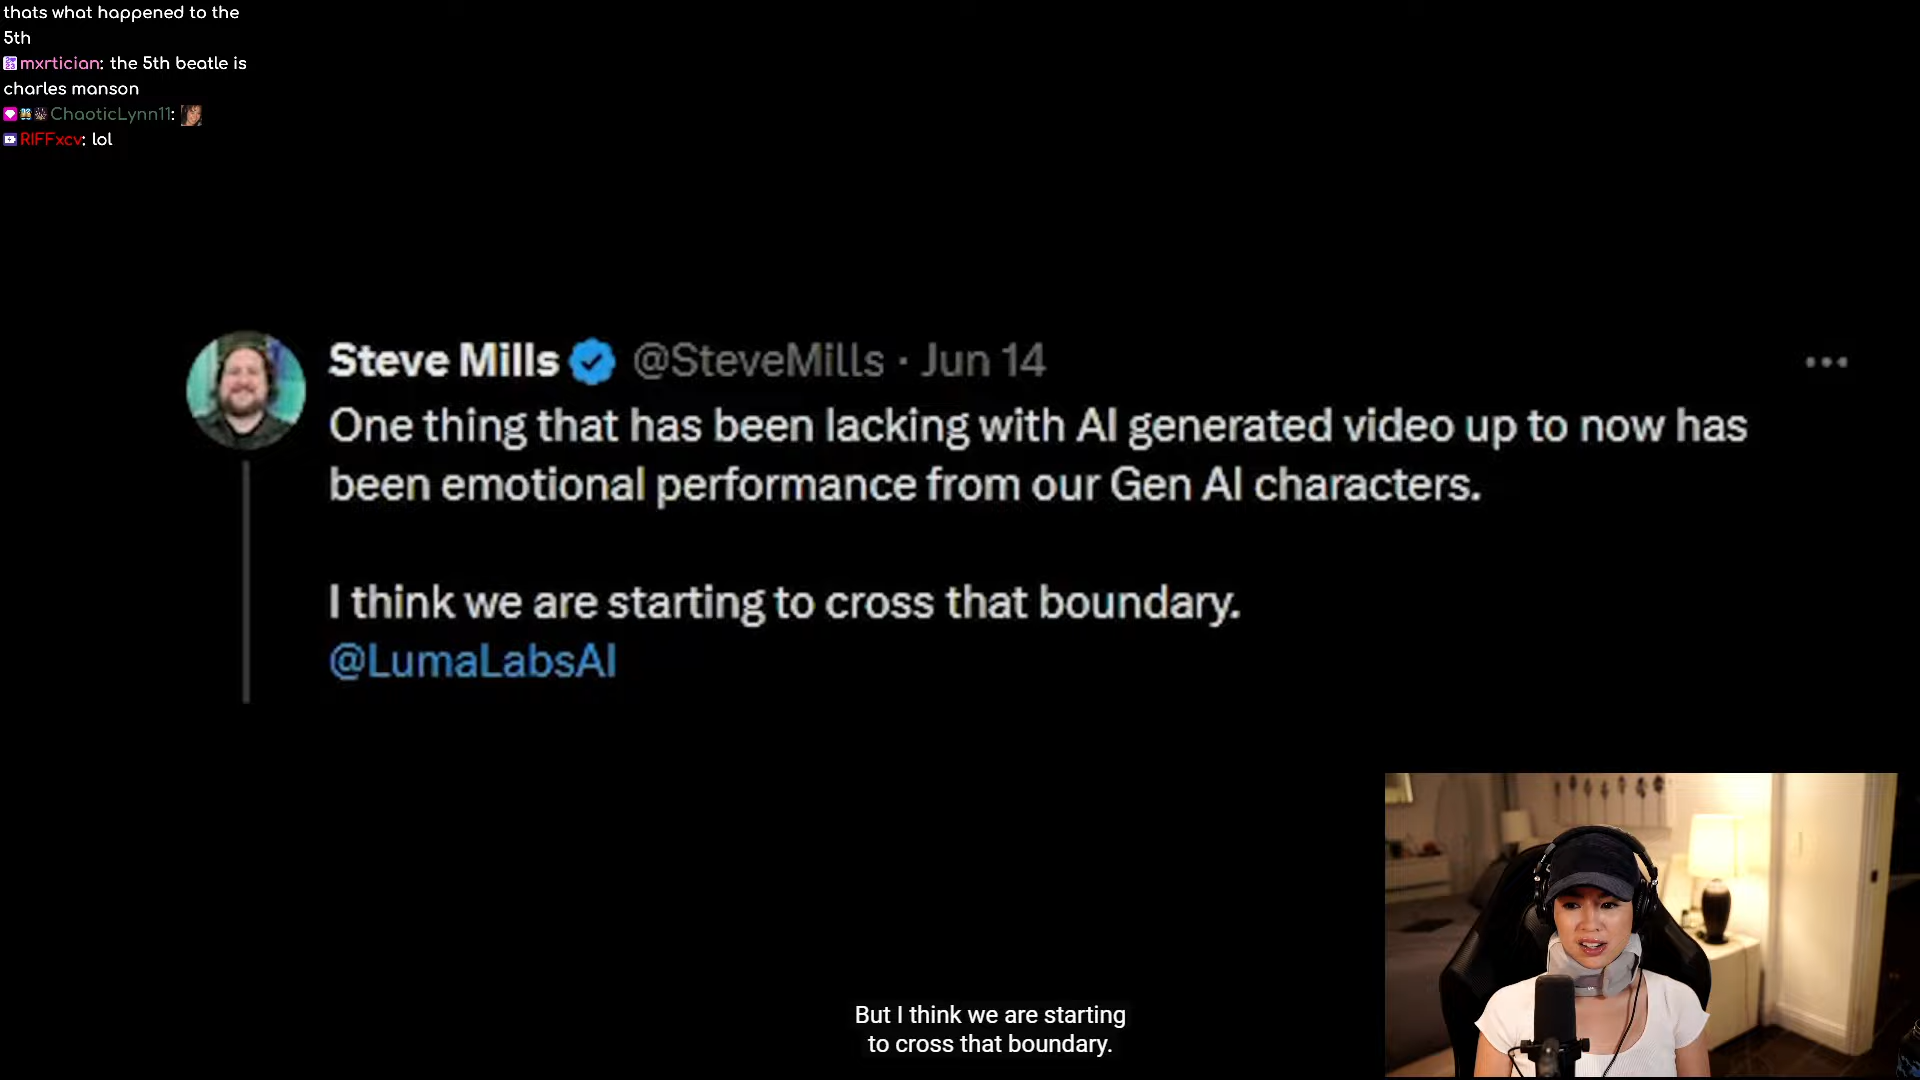 thats what happened to the
5th
mxrtician: the 5th beatle is
charles manson
ChaoticLynn11:
RIFFxcv: lol
Steve Mills @SteveMills · Jun 14
One thing that has been lacking with AI generated video up to now has
been emotional performance from our Gen AI characters.
I think we are starting to cross that boundary.
@LumaLabsAI
But I think we are starting
to cross that boundary.